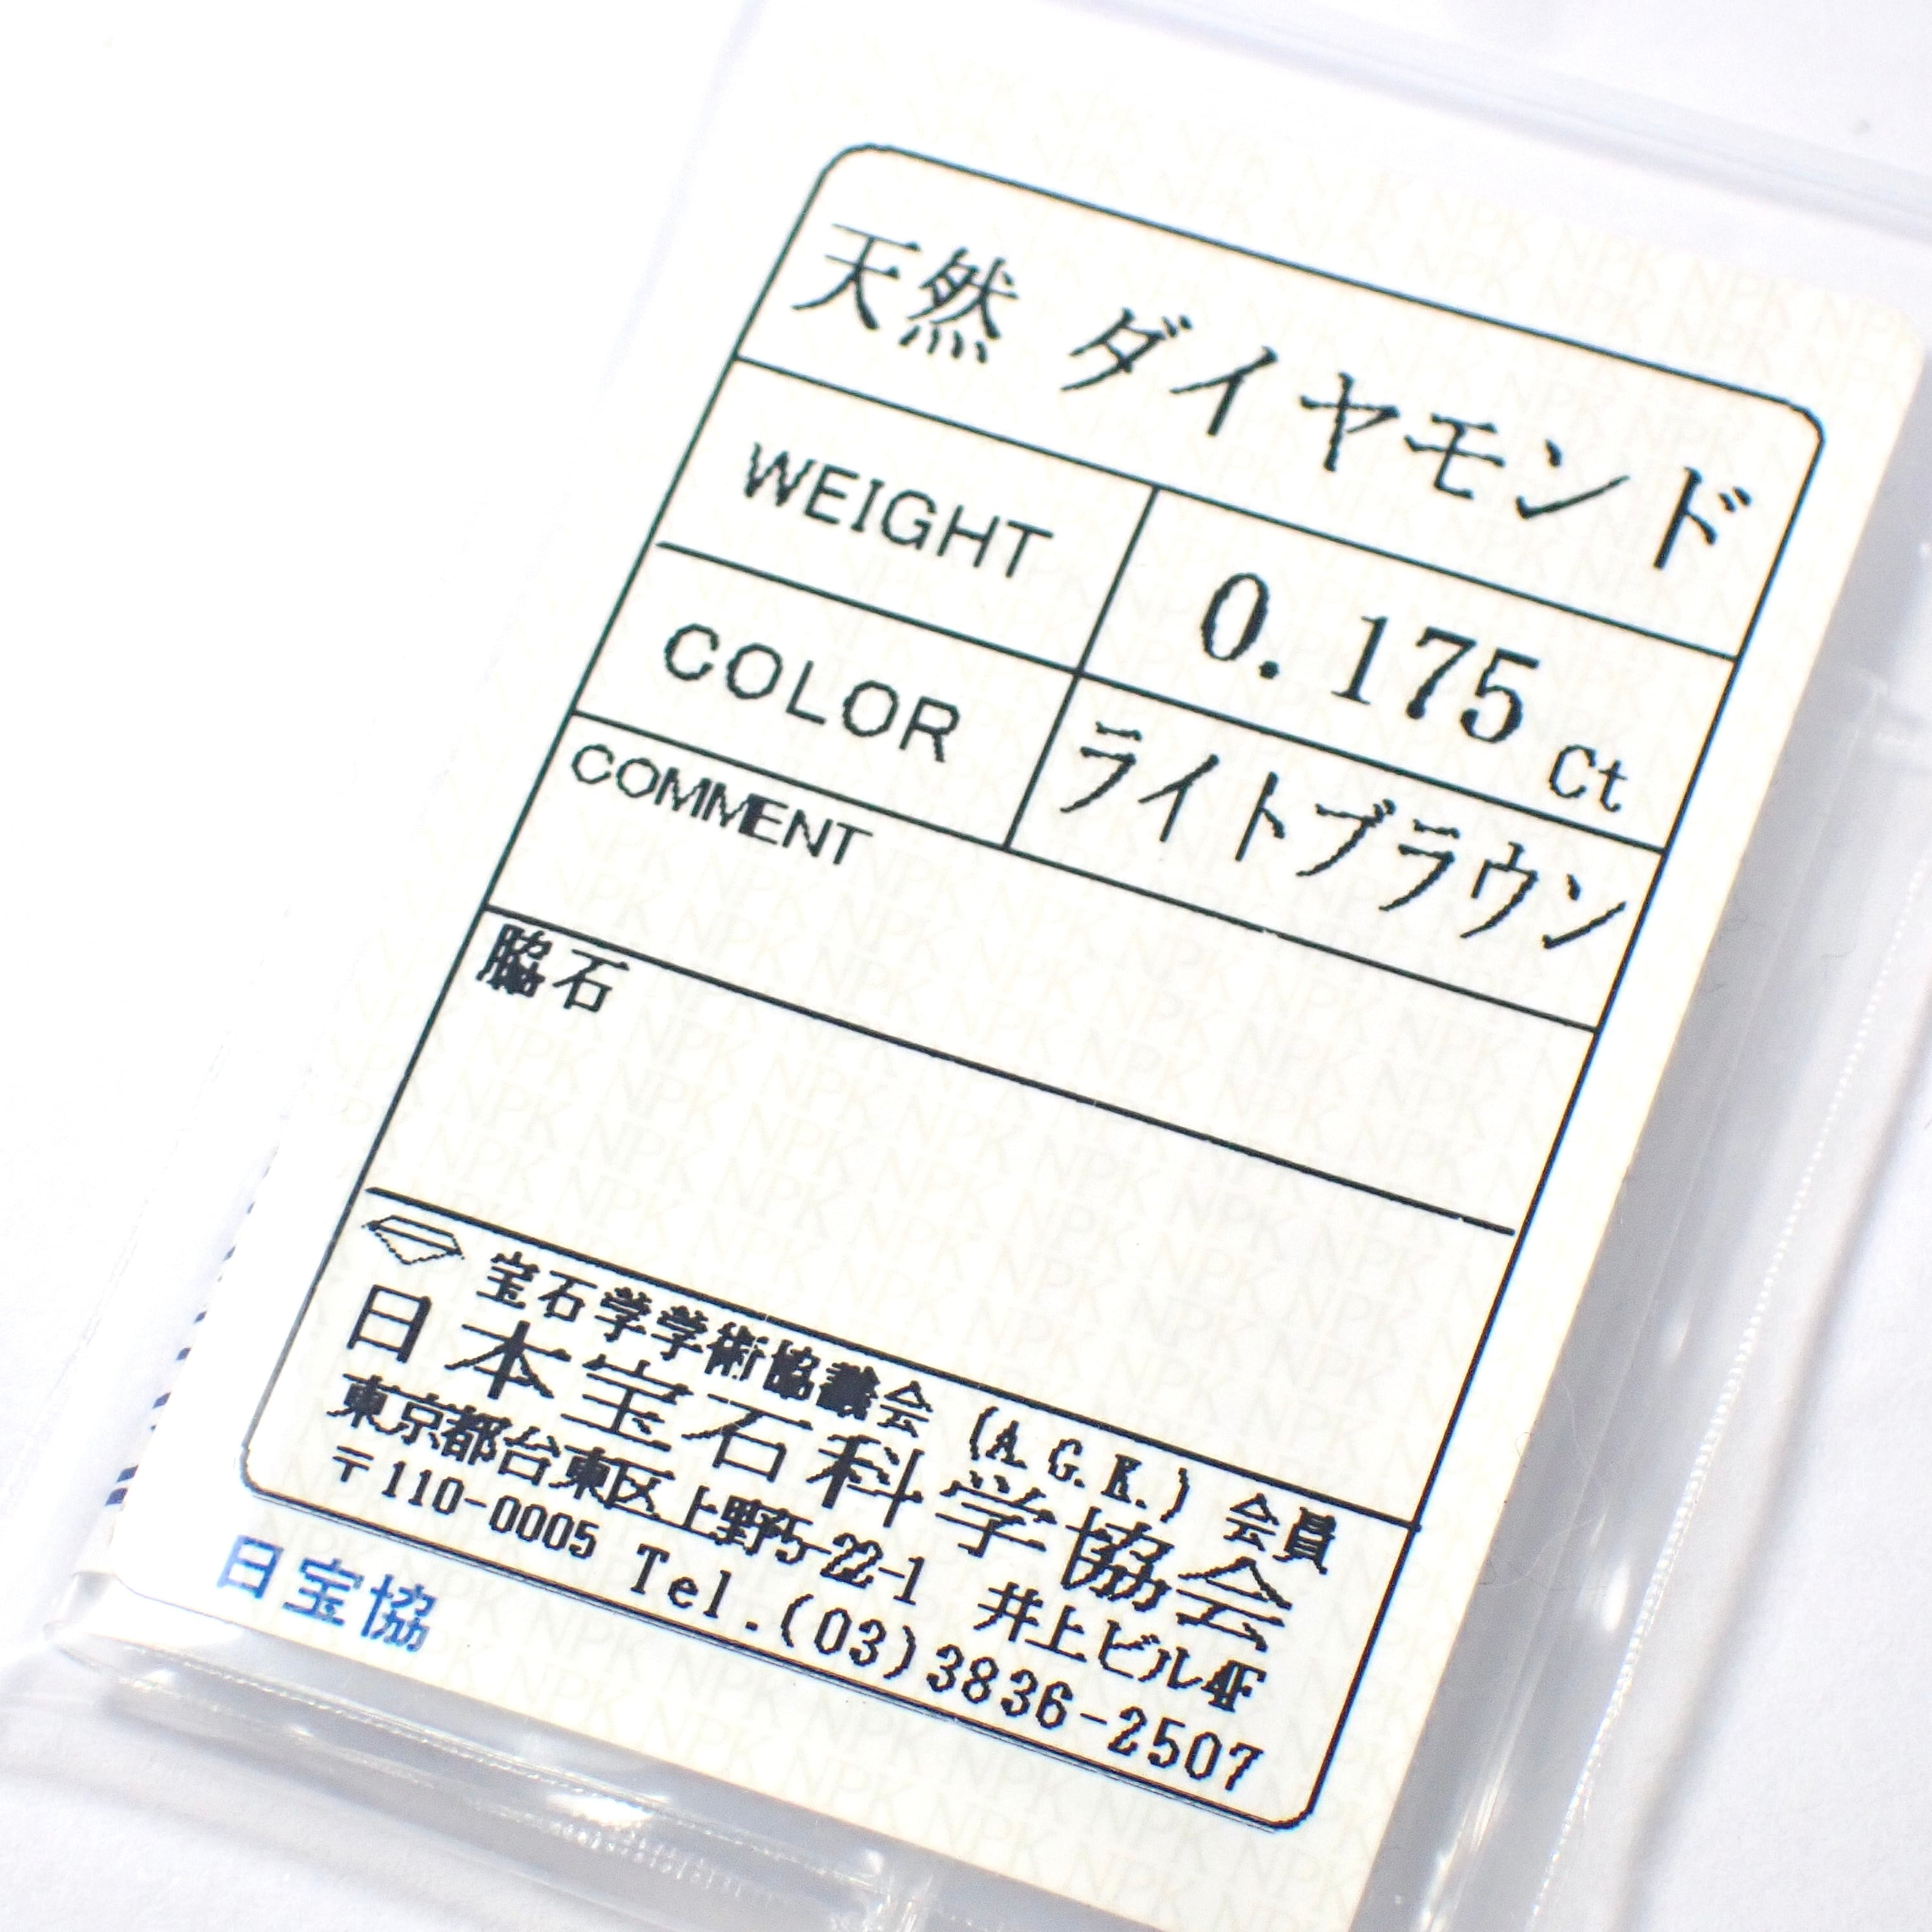 天然 ダイヤモンド
WEIGHT 0.175 ct
COLOR ライトブラウン
COMMENT
脇石
宝石学学術協議会 (A.G.K.) 会員
日本宝石科学協会
東京都台東区上野5-22-1 井上ビル4F
〒110-0005 Tel.(03)3836-2507
日宝協